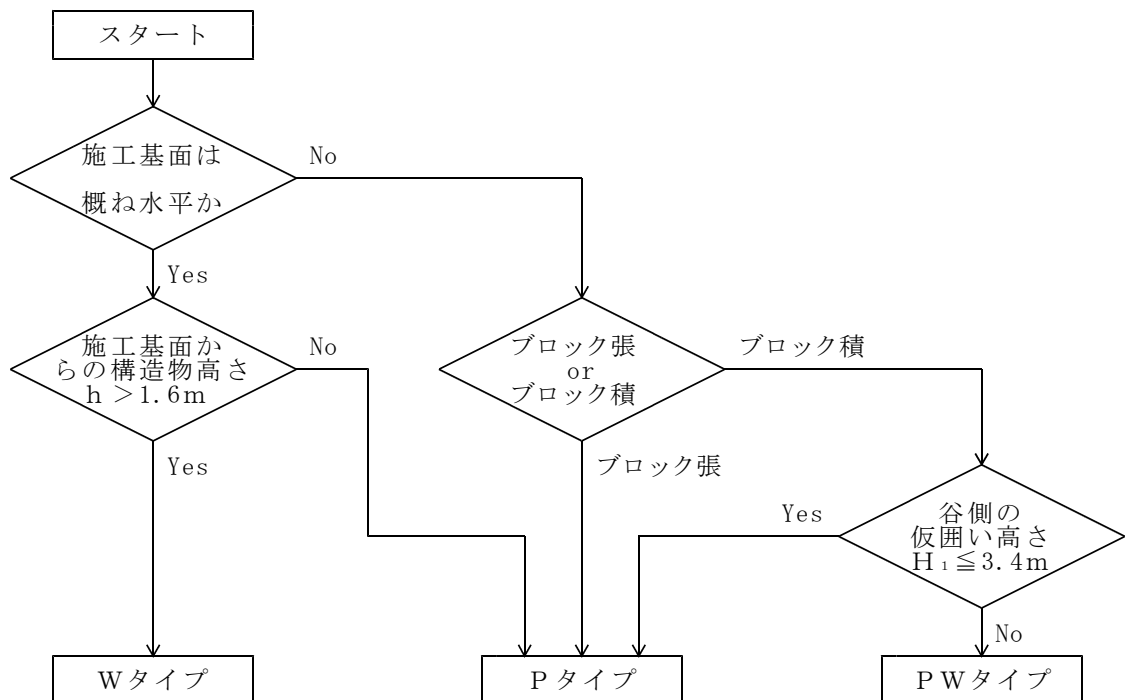 スタート
施工基面は
概ね水平か
No
Yes
施工基面か
らの構造物高さ
h＞1.6m
No
ブロック張
or
ブロック積
ブロック積
Yes
ブロック張
谷側の
仮囲い高さ
H₁≦3.4m
Yes
No
Wタイプ
Pタイプ
PWタイプ